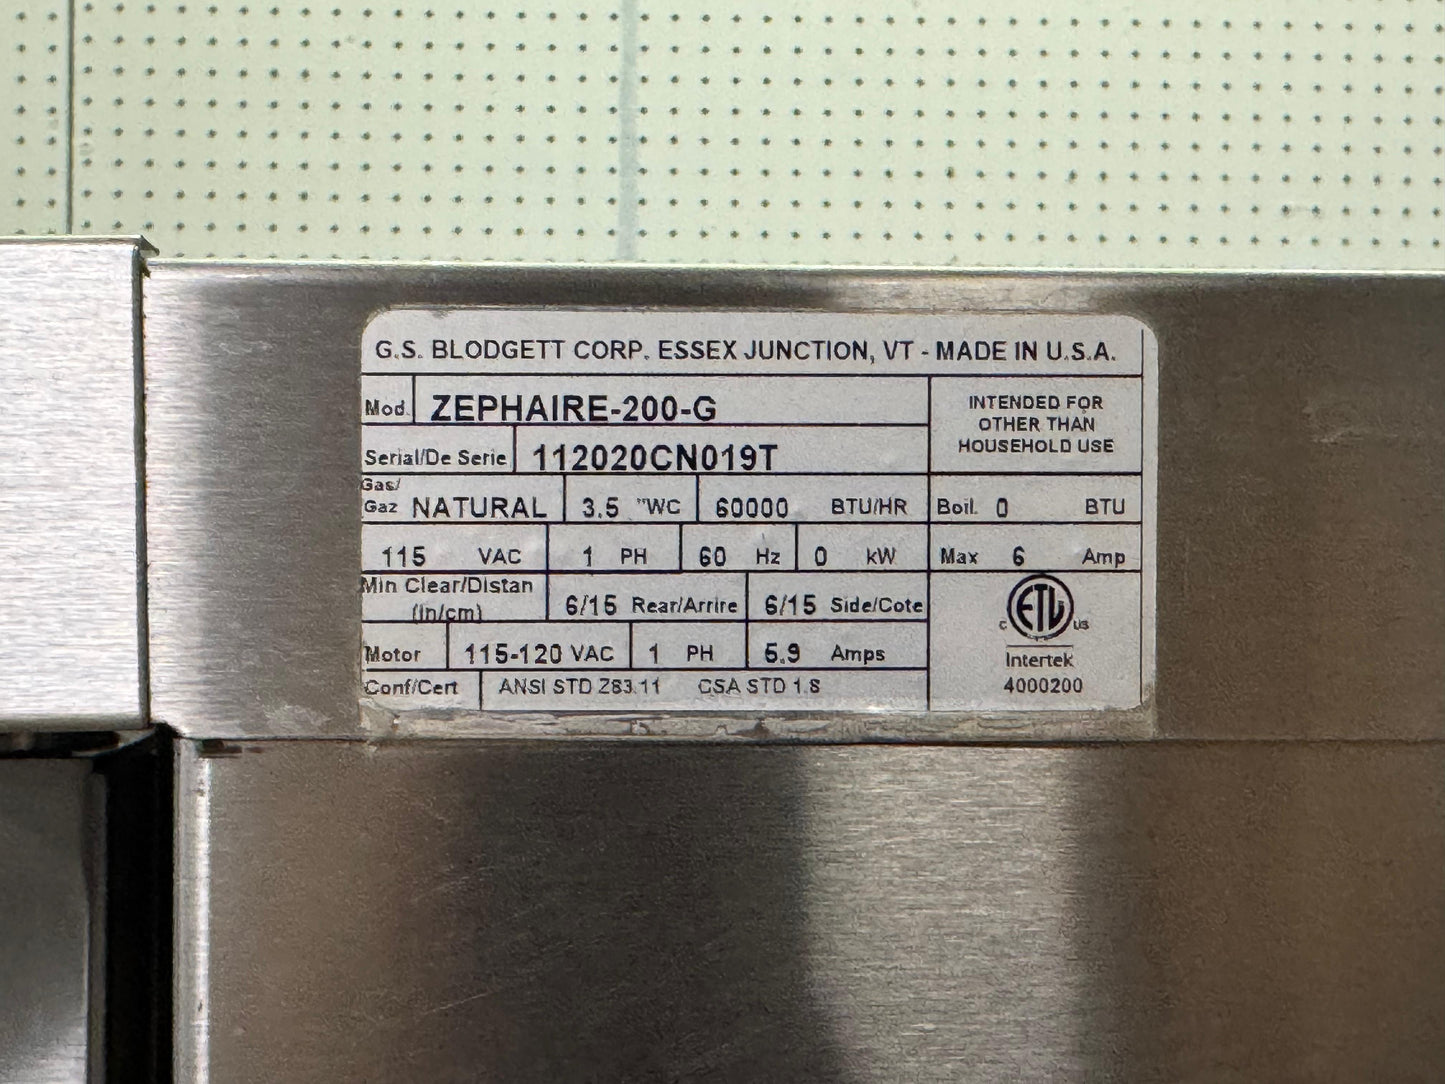 G.S. BLODGETT CORP. ESSEX JUNCTION, VT - MADE IN U.S.A.
Mod. ZEPHAIRE-200-G
INTENDED FOR
OTHER THAN
HOUSEHOLD USE
Serial/De Serie 112020CN019T
Gas/
Gaz NATURAL 3.5 "WC 60000 BTU/HR Boil. 0 BTU
115 VAC 1 PH 60 Hz 0 kW Max 6 Amp
Min Clear/Distan
(in/cm) 6/15 Rear/Arrire 6/15 Side/Cote
C ETL US
Intertek
4000200
Motor 115-120 VAC 1 PH 5.9 Amps
Conf/Cert ANSI STD Z83.11 CSA STD 1.8